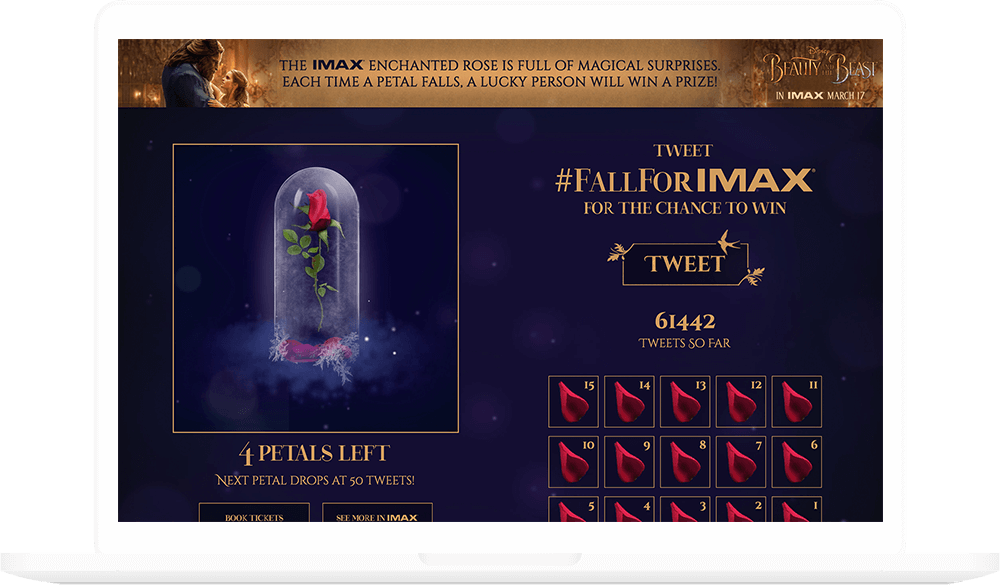 THE IMAX ENCHANTED ROSE IS FULL OF MAGICAL SURPRISES.
EACH TIME A PETAL FALLS, A LUCKY PERSON WILL WIN A PRIZE!
Disney
BEAUTY AND THE BEAST
IN IMAX MARCH 17
4 PETALS LEFT
NEXT PETAL DROPS AT 50 TWEETS!
BOOK TICKETS
SEE MORE IN IMAX
TWEET
#FALLFORIMAX®
FOR THE CHANCE TO WIN
TWEET
61442
TWEETS SO FAR
15 14 13 12 11
10 9 8 7 6
5 4 3 2 1